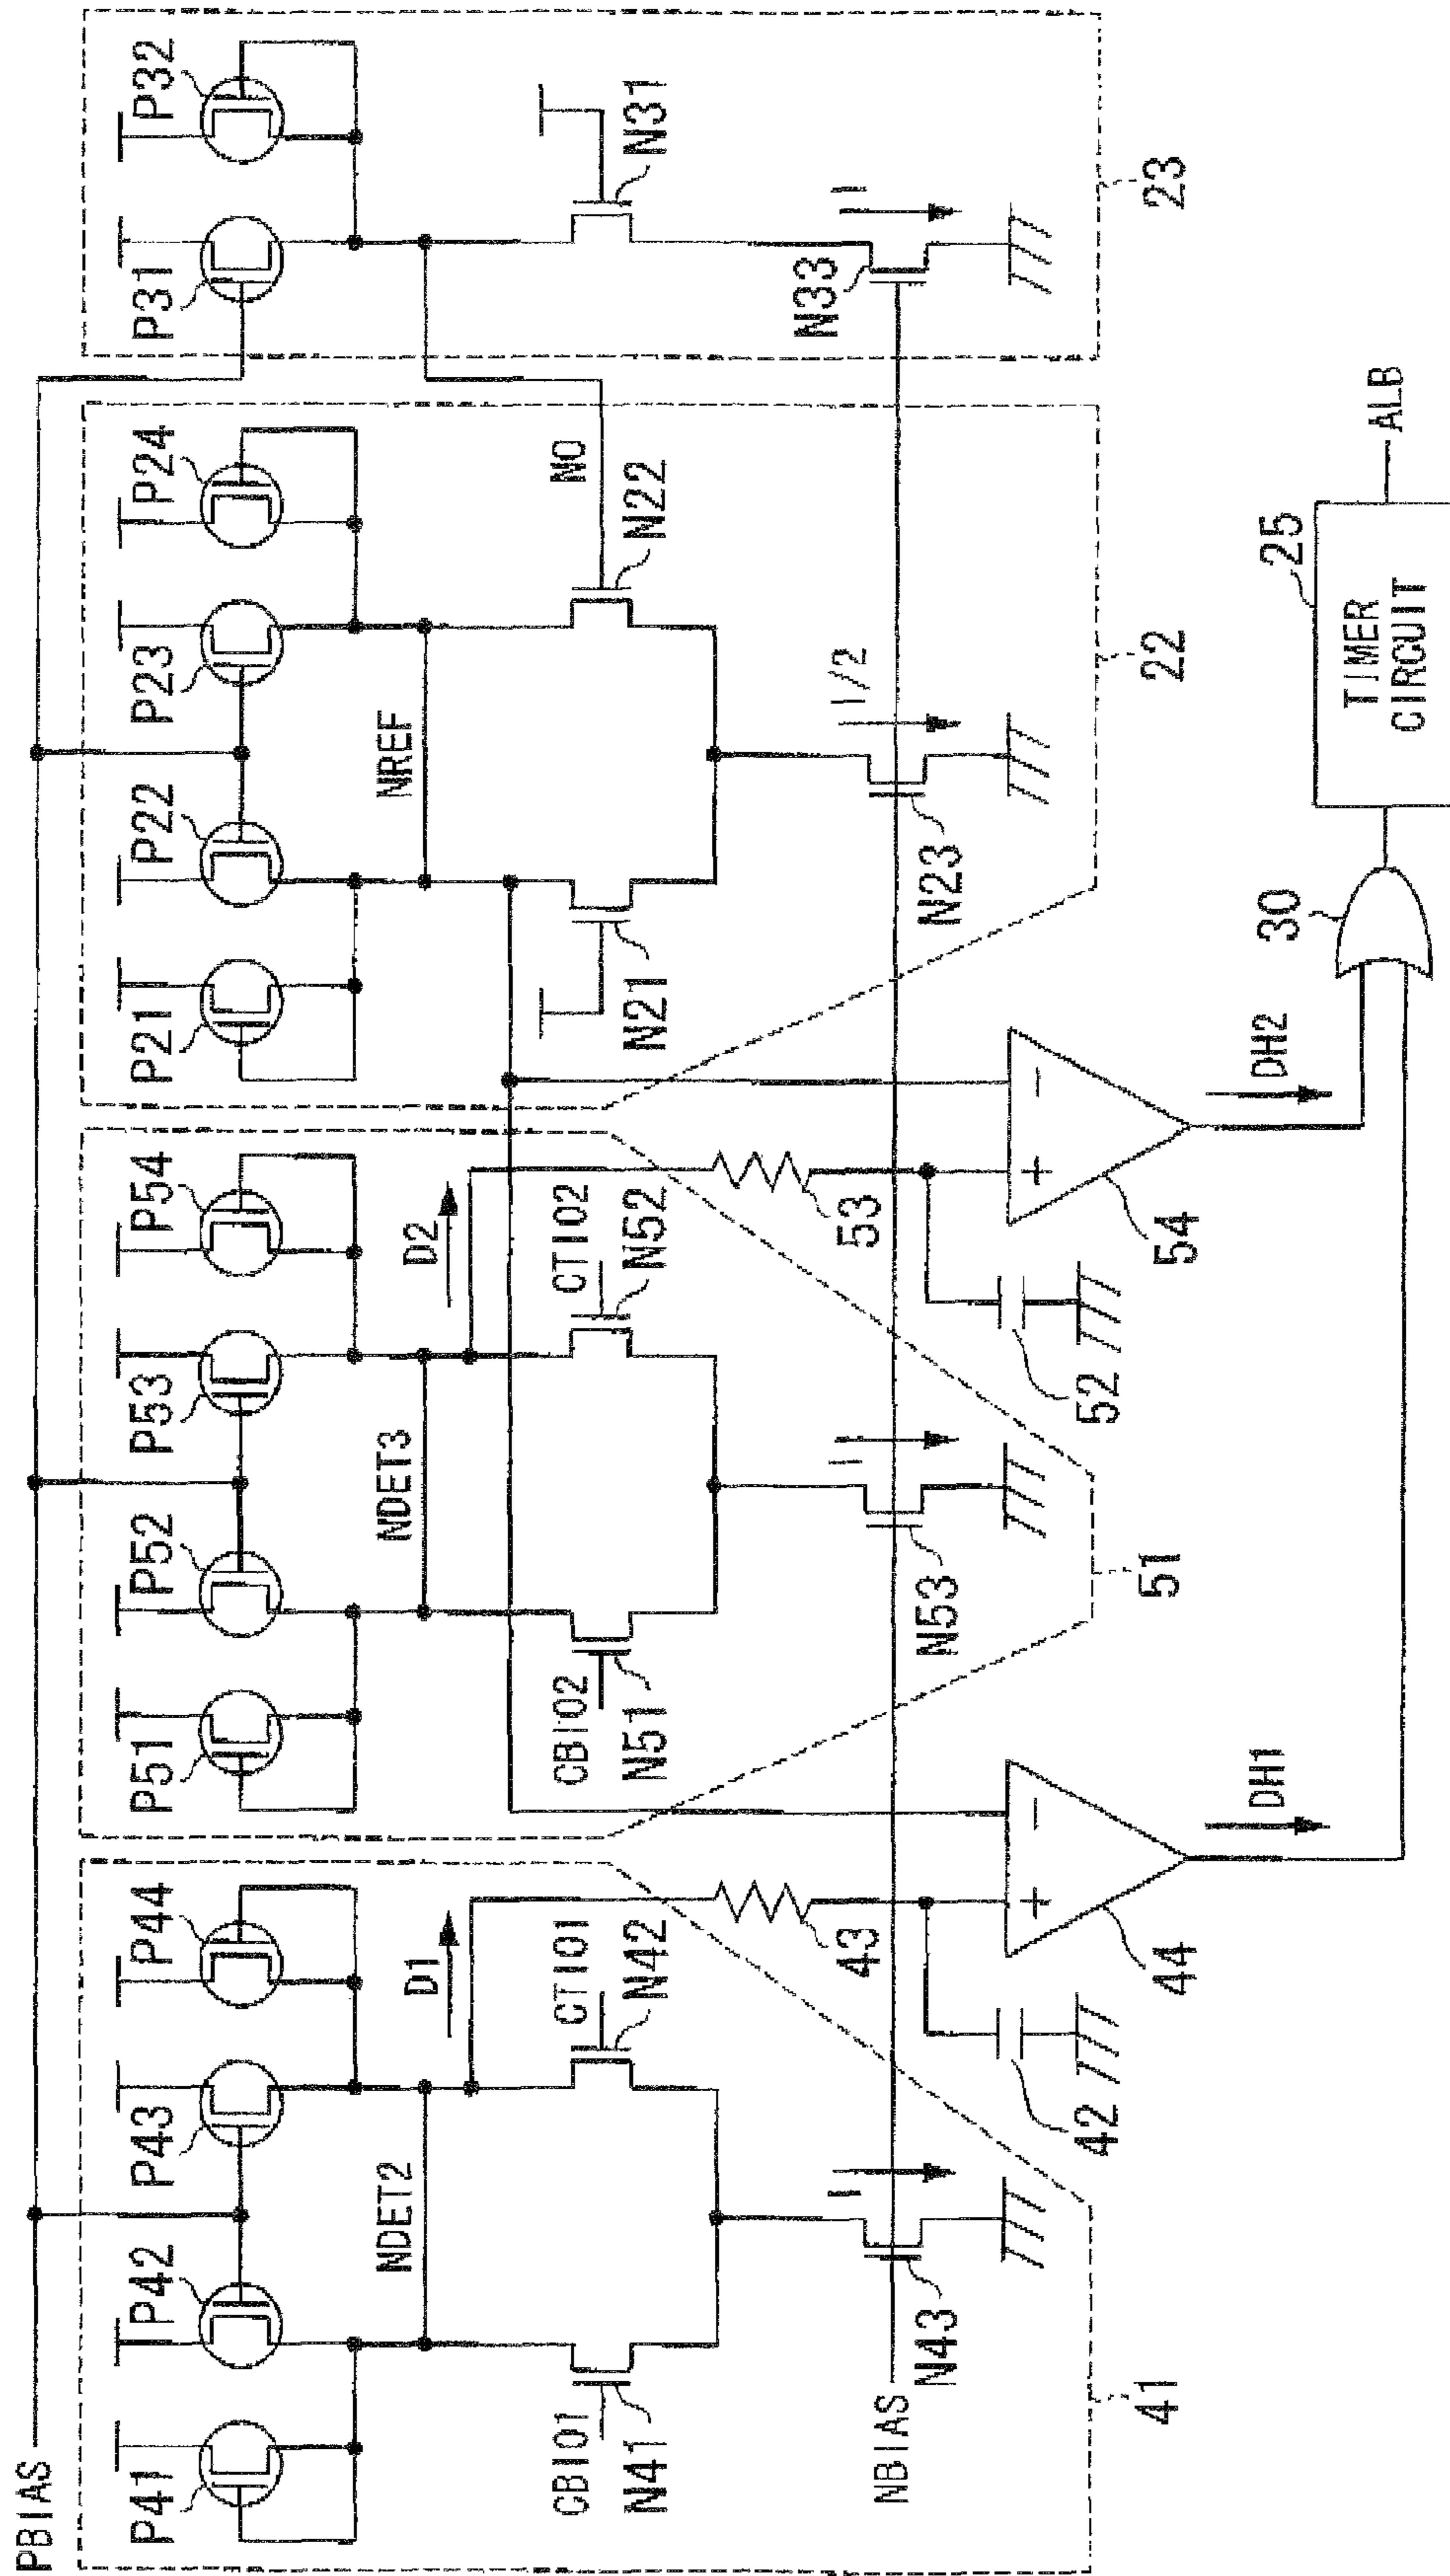 PBIAS
P41
P42
P43
P44
P51
P52
P53
P54
P21
P22
P23
P24
P31
P32
NDET2
D1
NDET3
D2
NREF
CBIO1
N41
CTIO1
N42
CBIO2
N51
CTIO2
N52
N21
NO
N22
N31
NBIAS
N43
I
43
N53
I
53
N23
I/2
N33
I
41
42
+
−
44
51
52
+
−
54
22
23
DH1
DH2
30
25
TIMER
CIRCUIT
ALB